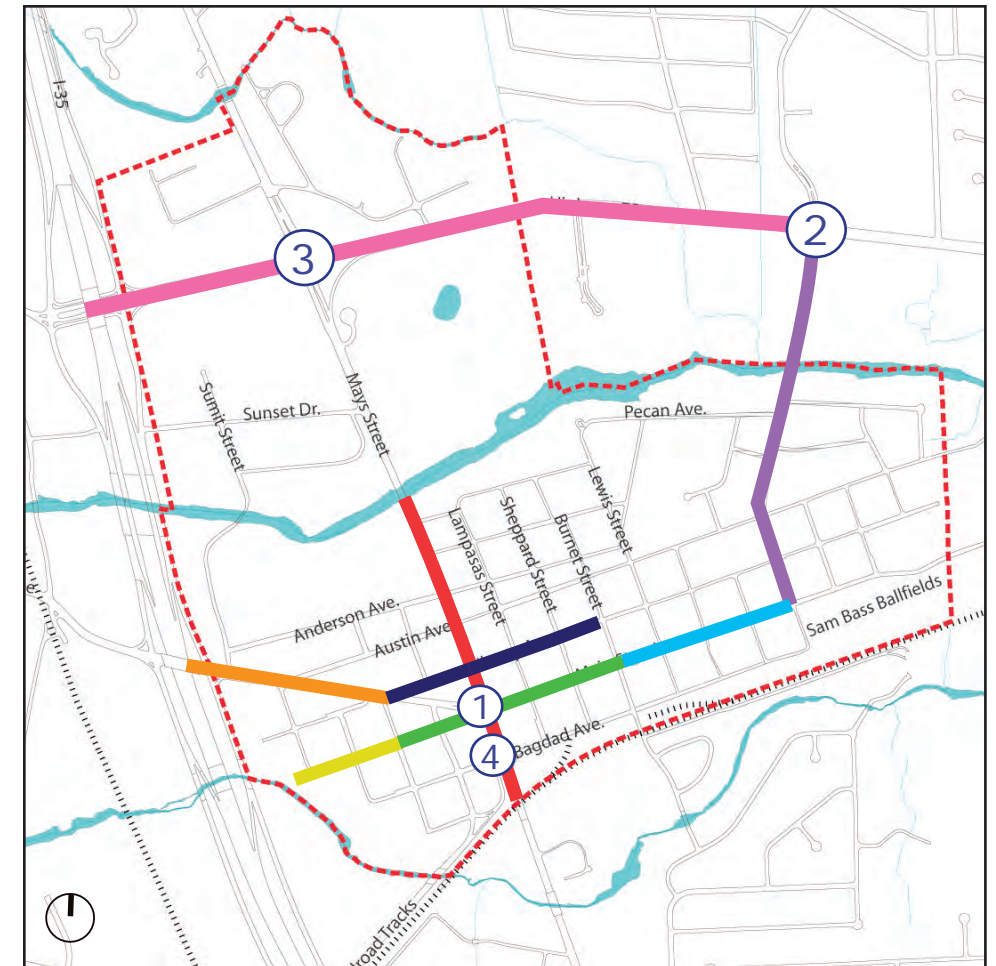 I-35
2
3
Sumit Street
Sunset Dr.
Mays Street
Pecan Ave.
Lewis Street
Sheppard Street
Burnet Street
Lampasas Street
Anderson Ave.
Austin Ave
Sam Bass Ballfields
1
4
Bagdad Ave.
Tracks